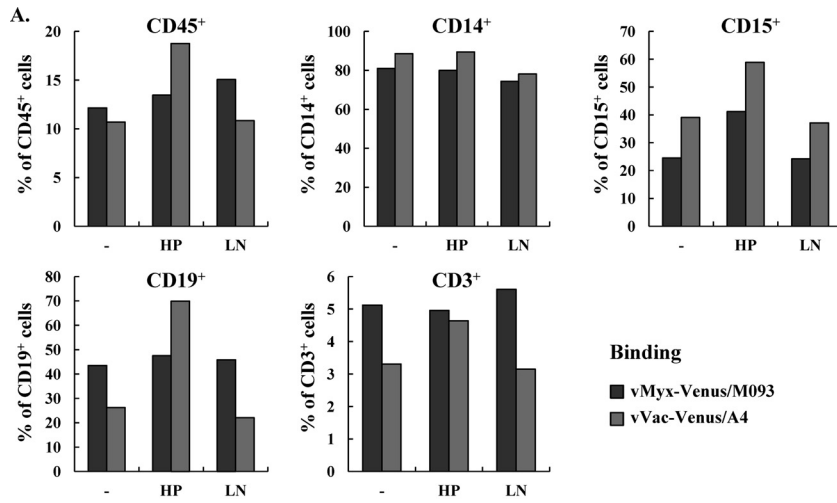 A.
CD45+
% of CD45+ cells
20
15
10
5
0
- HP LN
CD14+
% of CD14+ cells
100
80
60
40
20
0
- HP LN
CD15+
% of CD15+ cells
70
60
50
40
30
20
10
0
- HP LN
CD19+
% of CD19+ cells
80
70
60
50
40
30
20
10
0
- HP LN
CD3+
% of CD3+ cells
6
5
4
3
2
1
0
- HP LN
Binding
vMyx-Venus/M093
vVac-Venus/A4